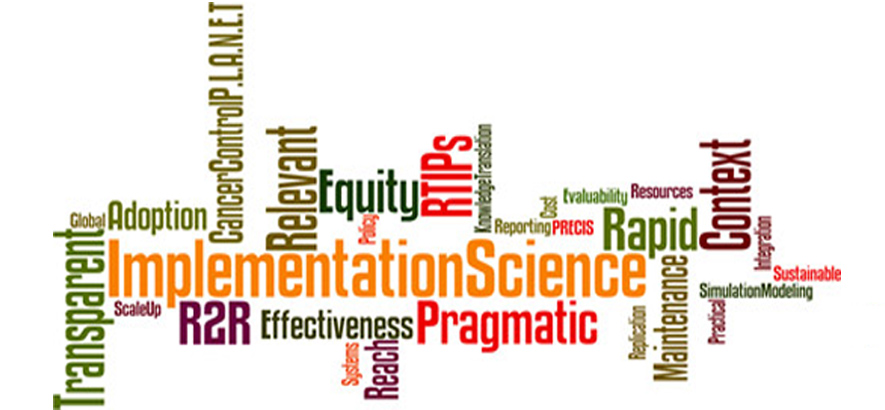 CancerControlP.L.A.N.E.T
Relevant
Equity
RTIPs
KnowledgeTranslation
Evaluability
Resources
Context
Global
Adoption
Policy
Reporting
Cost
PRECIS
Rapid
Integration
Transparent
ImplementationScience
Sustainable
SimulationModeling
ScaleUp
R2R
Effectiveness
Pragmatic
Replication
Maintenance
Practical
Systems
Reach